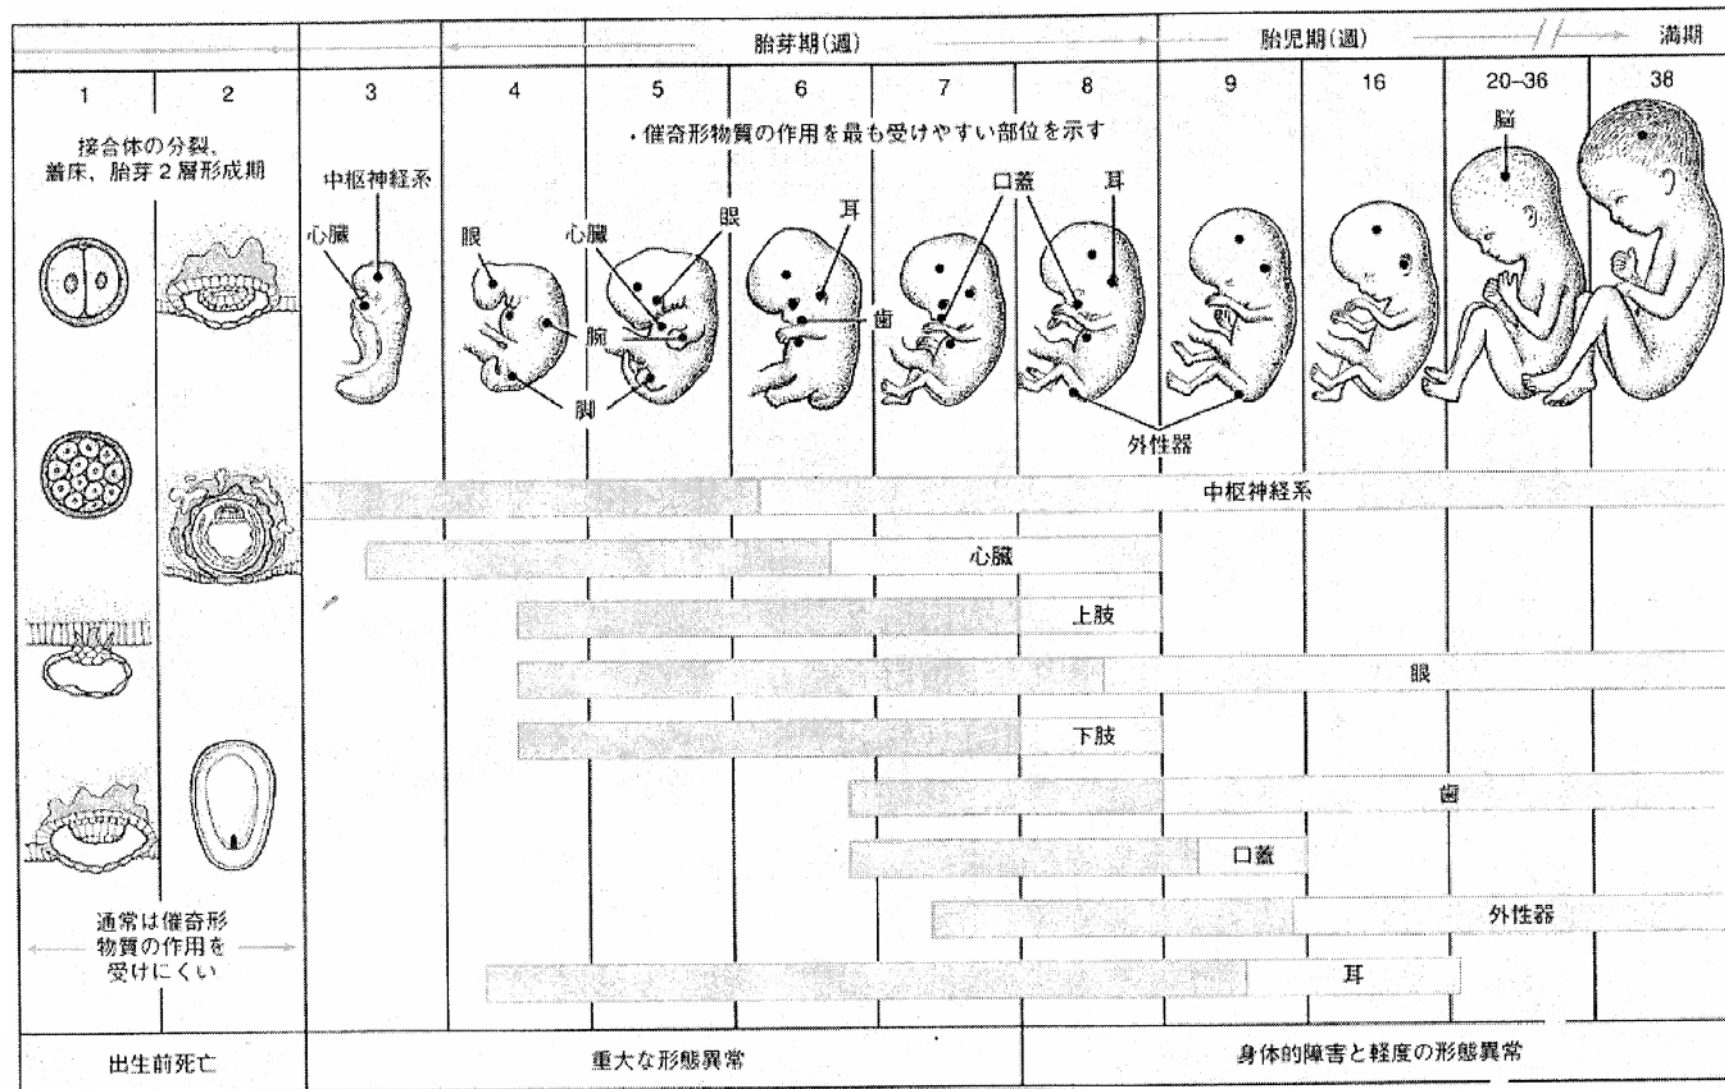 胎芽期(週)
胎児期(週)
満期
1
2
3
4
5
6
7
8
9
16
20–36
38
接合体の分裂、
着床、胎芽2層形成期
・催奇形物質の作用を最も受けやすい部位を示す
中枢神経系
心臓
眼
心臓
眼
耳
口蓋
耳
脳
腕
歯
脚
外性器
中枢神経系
心臓
上肢
眼
下肢
歯
口蓋
外性器
耳
通常は催奇形
物質の作用を
受けにくい
出生前死亡
重大な形態異常
身体的障害と軽度の形態異常